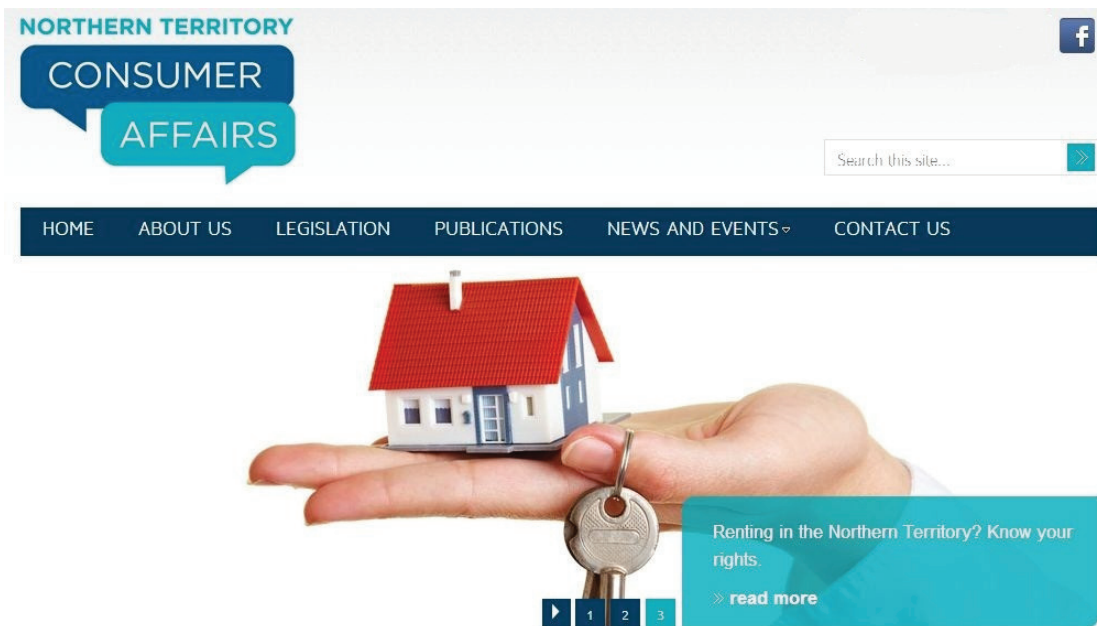 NORTHERN TERRITORY
CONSUMER
AFFAIRS
f
Search this site...
HOME ABOUT US LEGISLATION PUBLICATIONS NEWS AND EVENTS CONTACT US
Renting in the Northern Territory? Know your
rights.
» read more
1 2 3